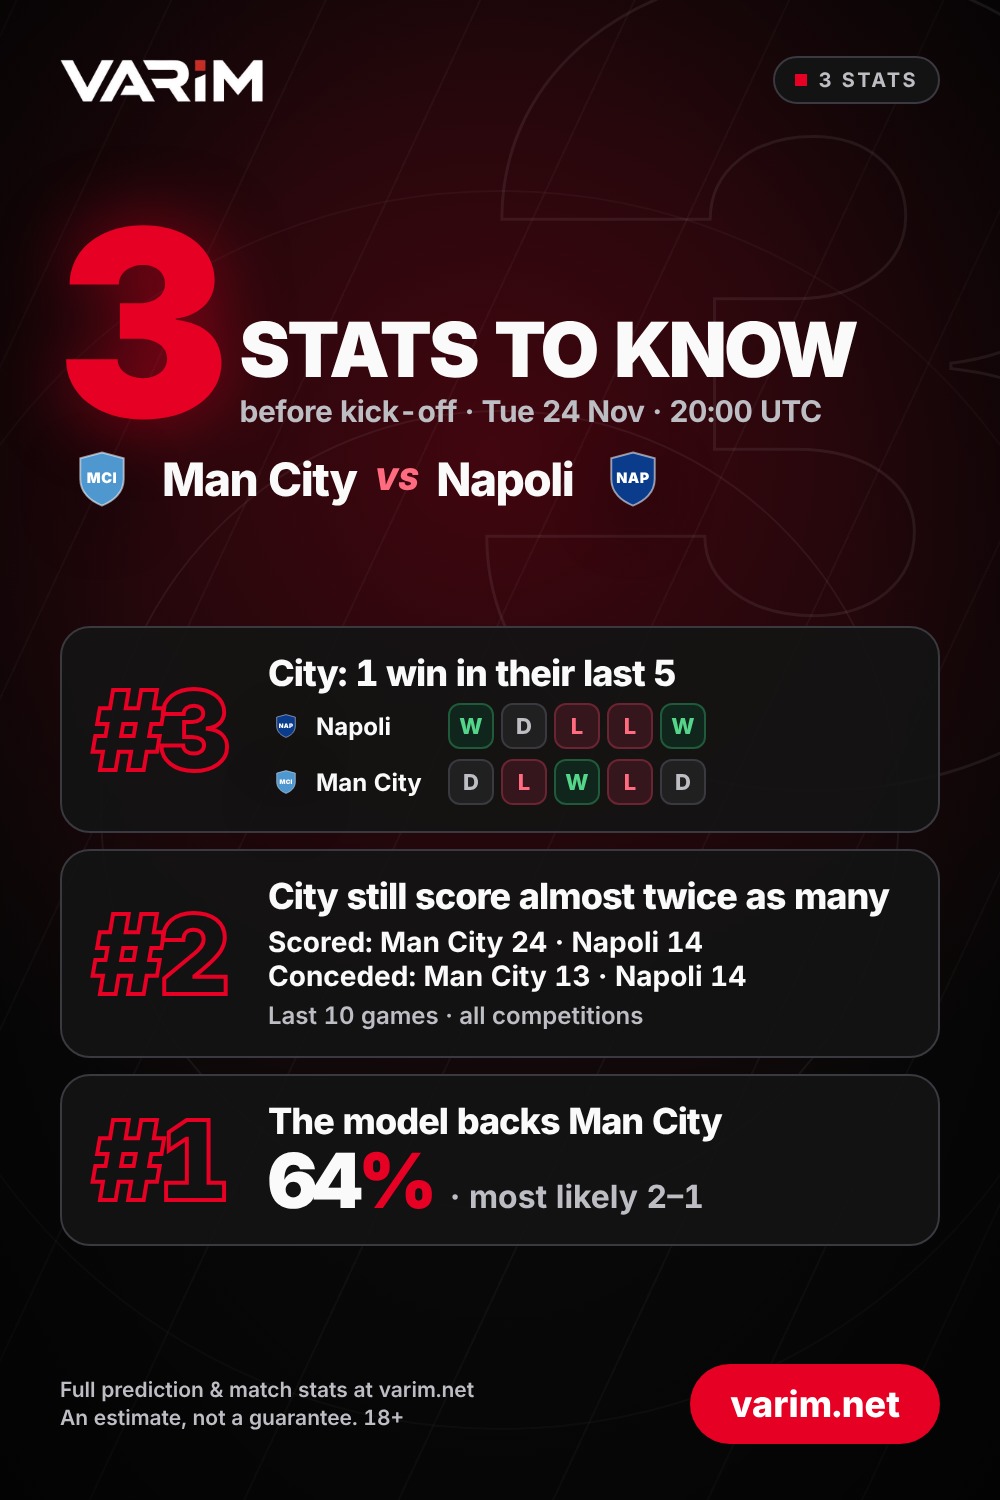 VARiM
3 STATS
3 STATS TO KNOW
before kick-off · Tue 24 Nov · 20:00 UTC
MCI Man City vs Napoli NAP
#3
City: 1 win in their last 5
NAP Napoli W D L L W
MCI Man City D L W L D
#2
City still score almost twice as many
Scored: Man City 24 · Napoli 14
Conceded: Man City 13 · Napoli 14
Last 10 games · all competitions
#1
The model backs Man City
64% · most likely 2–1
Full prediction & match stats at varim.net
An estimate, not a guarantee. 18+
varim.net